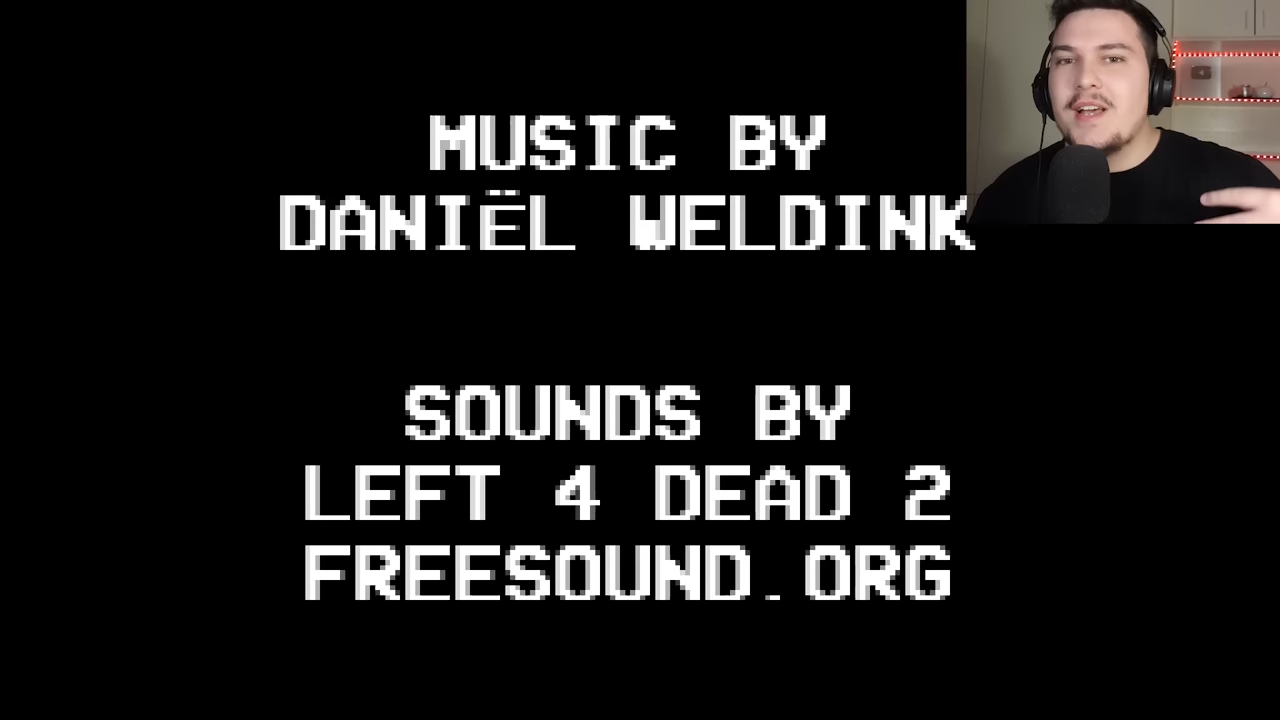 MUSIC BY
DANIËL WELDINK
SOUNDS BY
LEFT 4 DEAD 2
FREESOUND.ORG